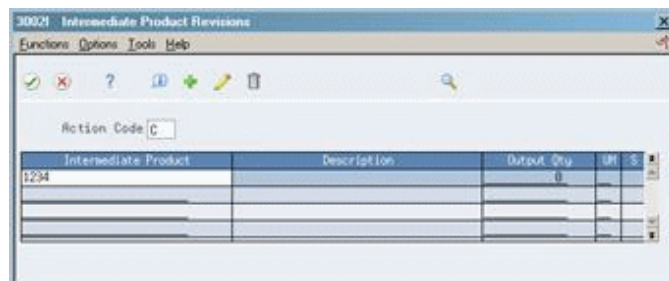 30021 Intermediate Product Revisions
Functions Options Tools Help
Action Code C
Intermediate Product Description Output Qty UM S
1234 0